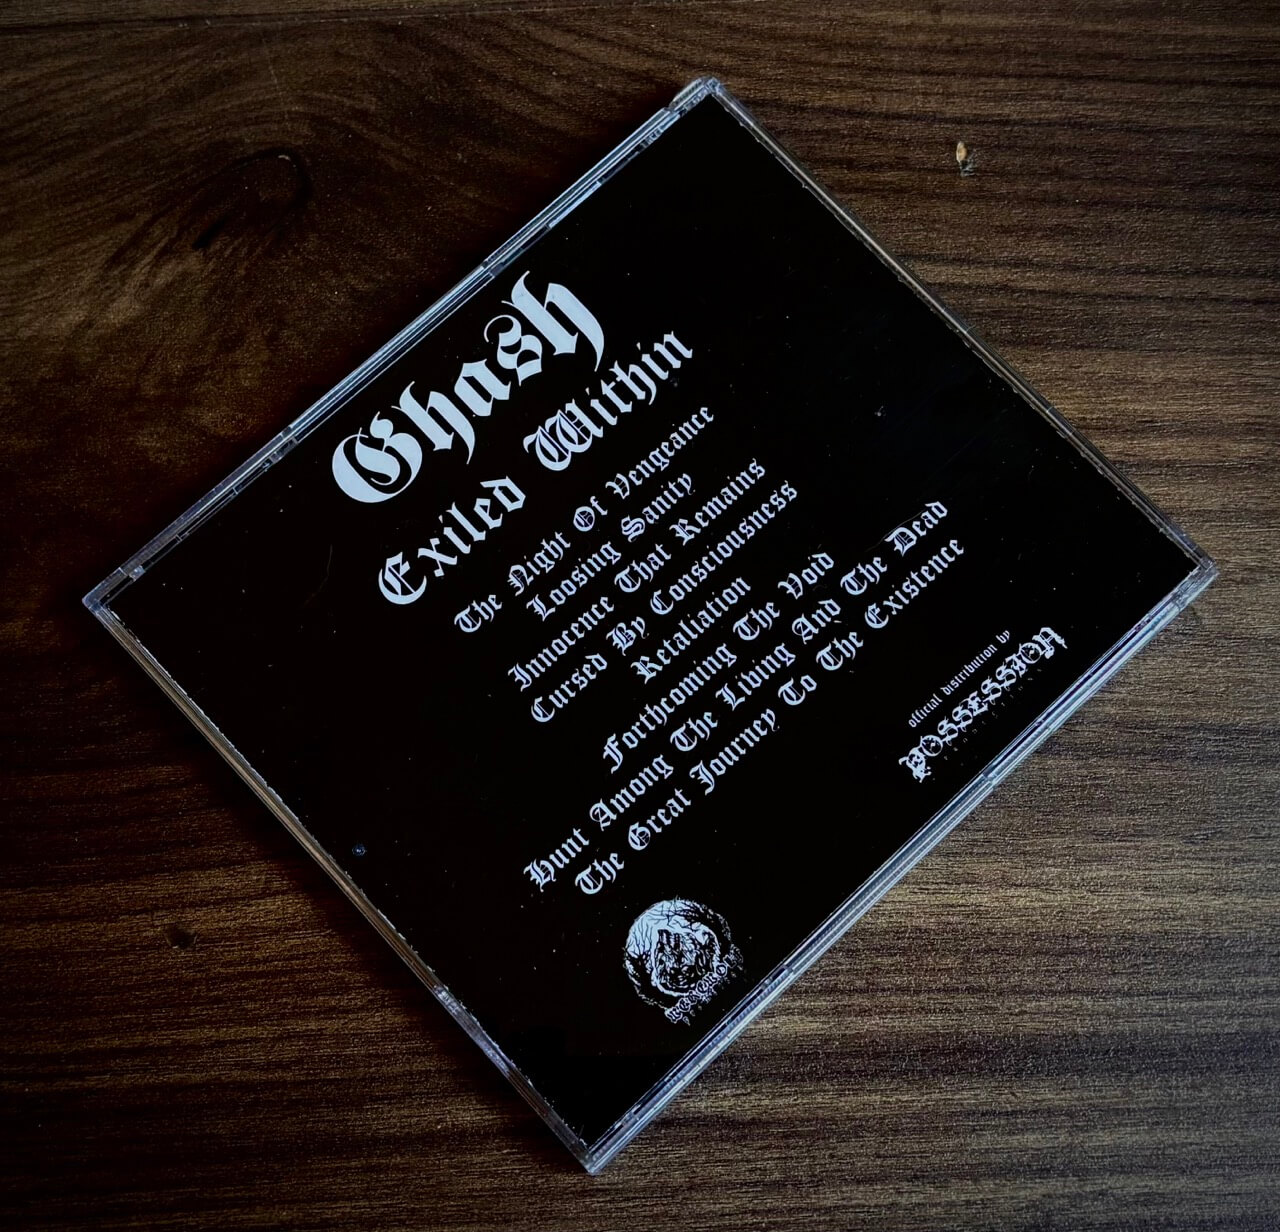 Ghash
Exiled Within
The Night Of Vengeance
Loosing Sanity
Innocence That Remains
Cursed By Consciousness
Retaliation
Forthcoming The Void
Hunt Among The Living And The Dead
The Great Journey To The Existence
official distribution by
POSSESSION